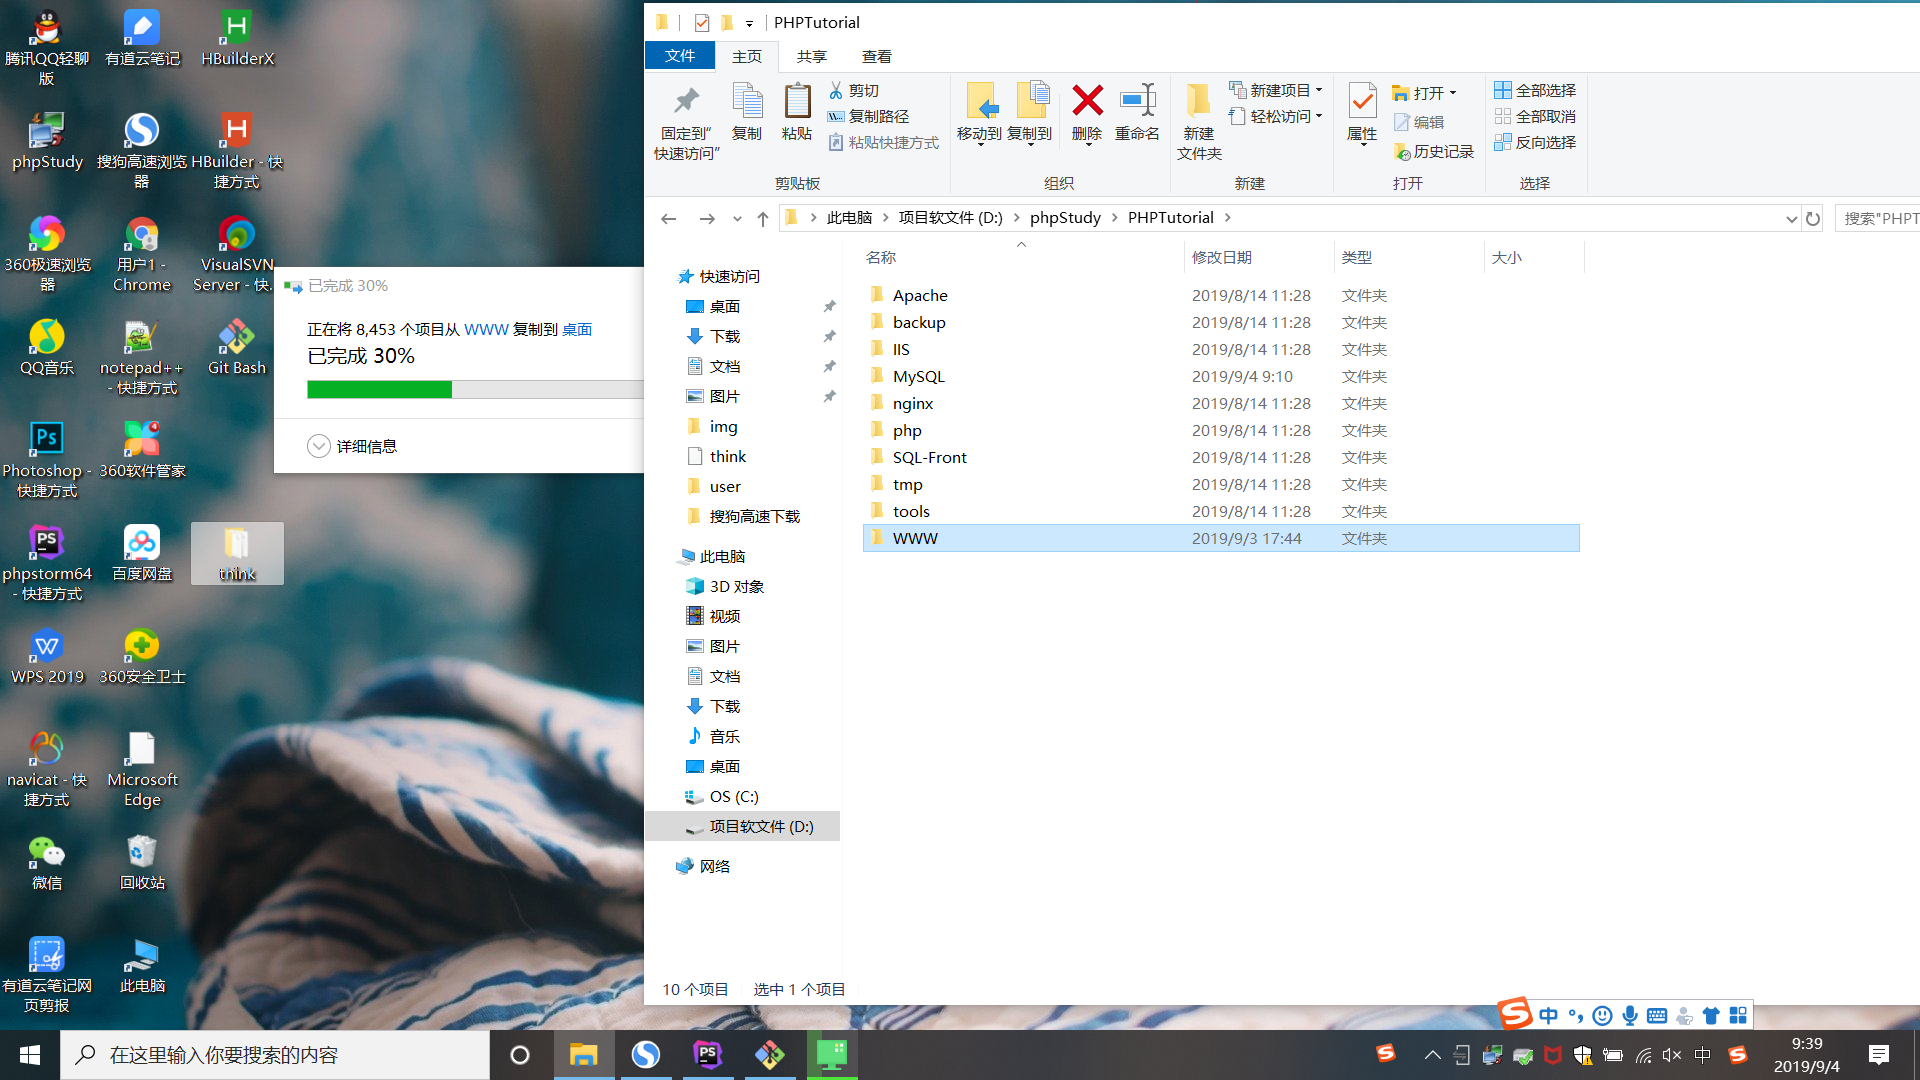 腾讯QQ轻聊
版
有道云笔记
HBuilderX
phpStudy
搜狗高速浏览
器
HBuilder - 快
捷方式
360极速浏览
器
用户1 -
Chrome
VisualSVN
Server - 快.
QQ音乐
notepad++
- 快捷方式
Git Bash
Photoshop -
快捷方式
360软件管家
phpstorm64
- 快捷方式
百度网盘
think
WPS 2019
360安全卫士
navicat - 快
捷方式
Microsoft
Edge
微信
回收站
有道云笔记网
页剪报
此电脑
已完成 30%
正在将 8,453 个项目从 WWW 复制到 桌面
已完成 30%
详细信息
PHPTutorial
文件
主页
共享
查看
固定到"
快速访问"
复制
粘贴
剪切
复制路径
粘贴快捷方式
剪贴板
移动到
复制到
删除
重命名
组织
新建
文件夹
新建项目
轻松访问
新建
属性
打开
编辑
历史记录
打开
全部选择
全部取消
反向选择
选择
此电脑
项目软文件 (D:)
phpStudy
PHPTutorial
搜索"PHPT
快速访问
桌面
下载
文档
图片
img
think
user
搜狗高速下载
此电脑
3D 对象
视频
图片
文档
下载
音乐
桌面
OS (C:)
项目软文件 (D:)
网络
名称 修改日期 类型 大小
Apache 2019/8/14 11:28 文件夹
backup 2019/8/14 11:28 文件夹
IIS 2019/8/14 11:28 文件夹
MySQL 2019/9/4 9:10 文件夹
nginx 2019/8/14 11:28 文件夹
php 2019/8/14 11:28 文件夹
SQL-Front 2019/8/14 11:28 文件夹
tmp 2019/8/14 11:28 文件夹
tools 2019/8/14 11:28 文件夹
WWW 2019/9/3 17:44 文件夹
10 个项目 选中 1 个项目
中
在这里输入你要搜索的内容
中
9:39
2019/9/4